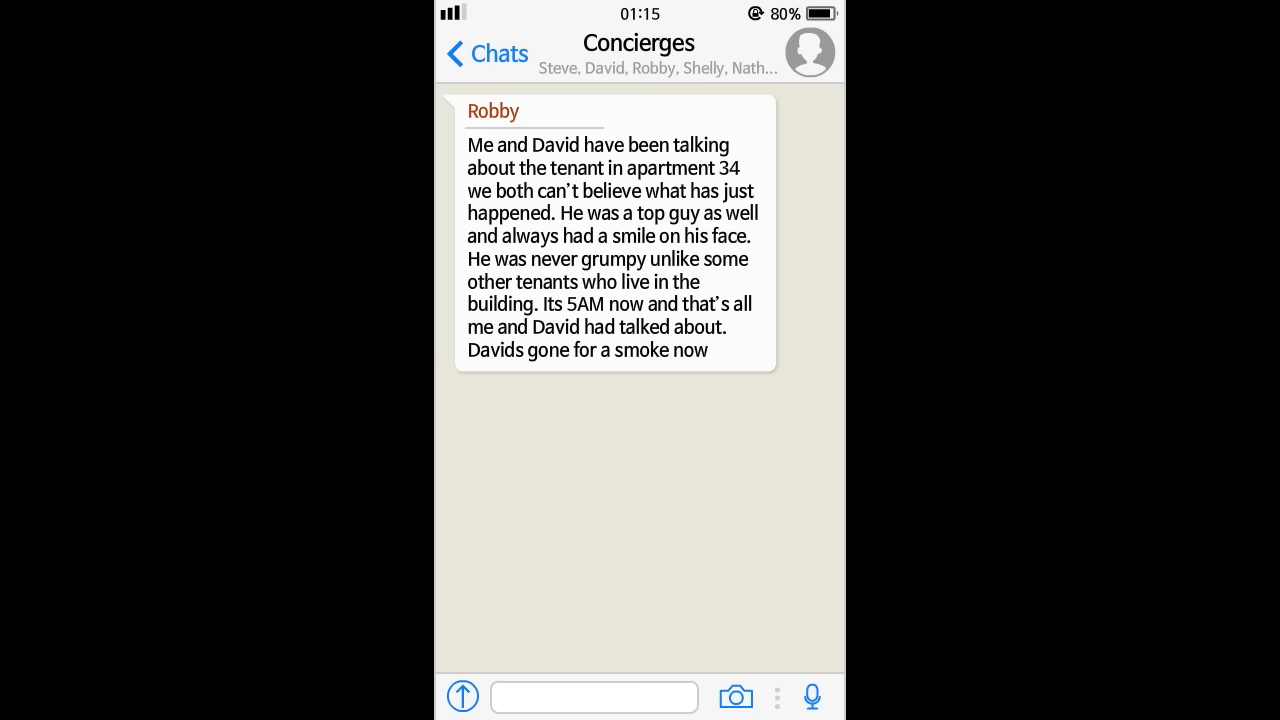 01:15
80%
Chats
Concierges
Steve, David, Robby, Shelly, Nath...
Robby
Me and David have been talking
about the tenant in apartment 34
we both can’t believe what has just
happened. He was a top guy as well
and always had a smile on his face.
He was never grumpy unlike some
other tenants who live in the
building. Its 5AM now and that’s all
me and David had talked about.
Davids gone for a smoke now